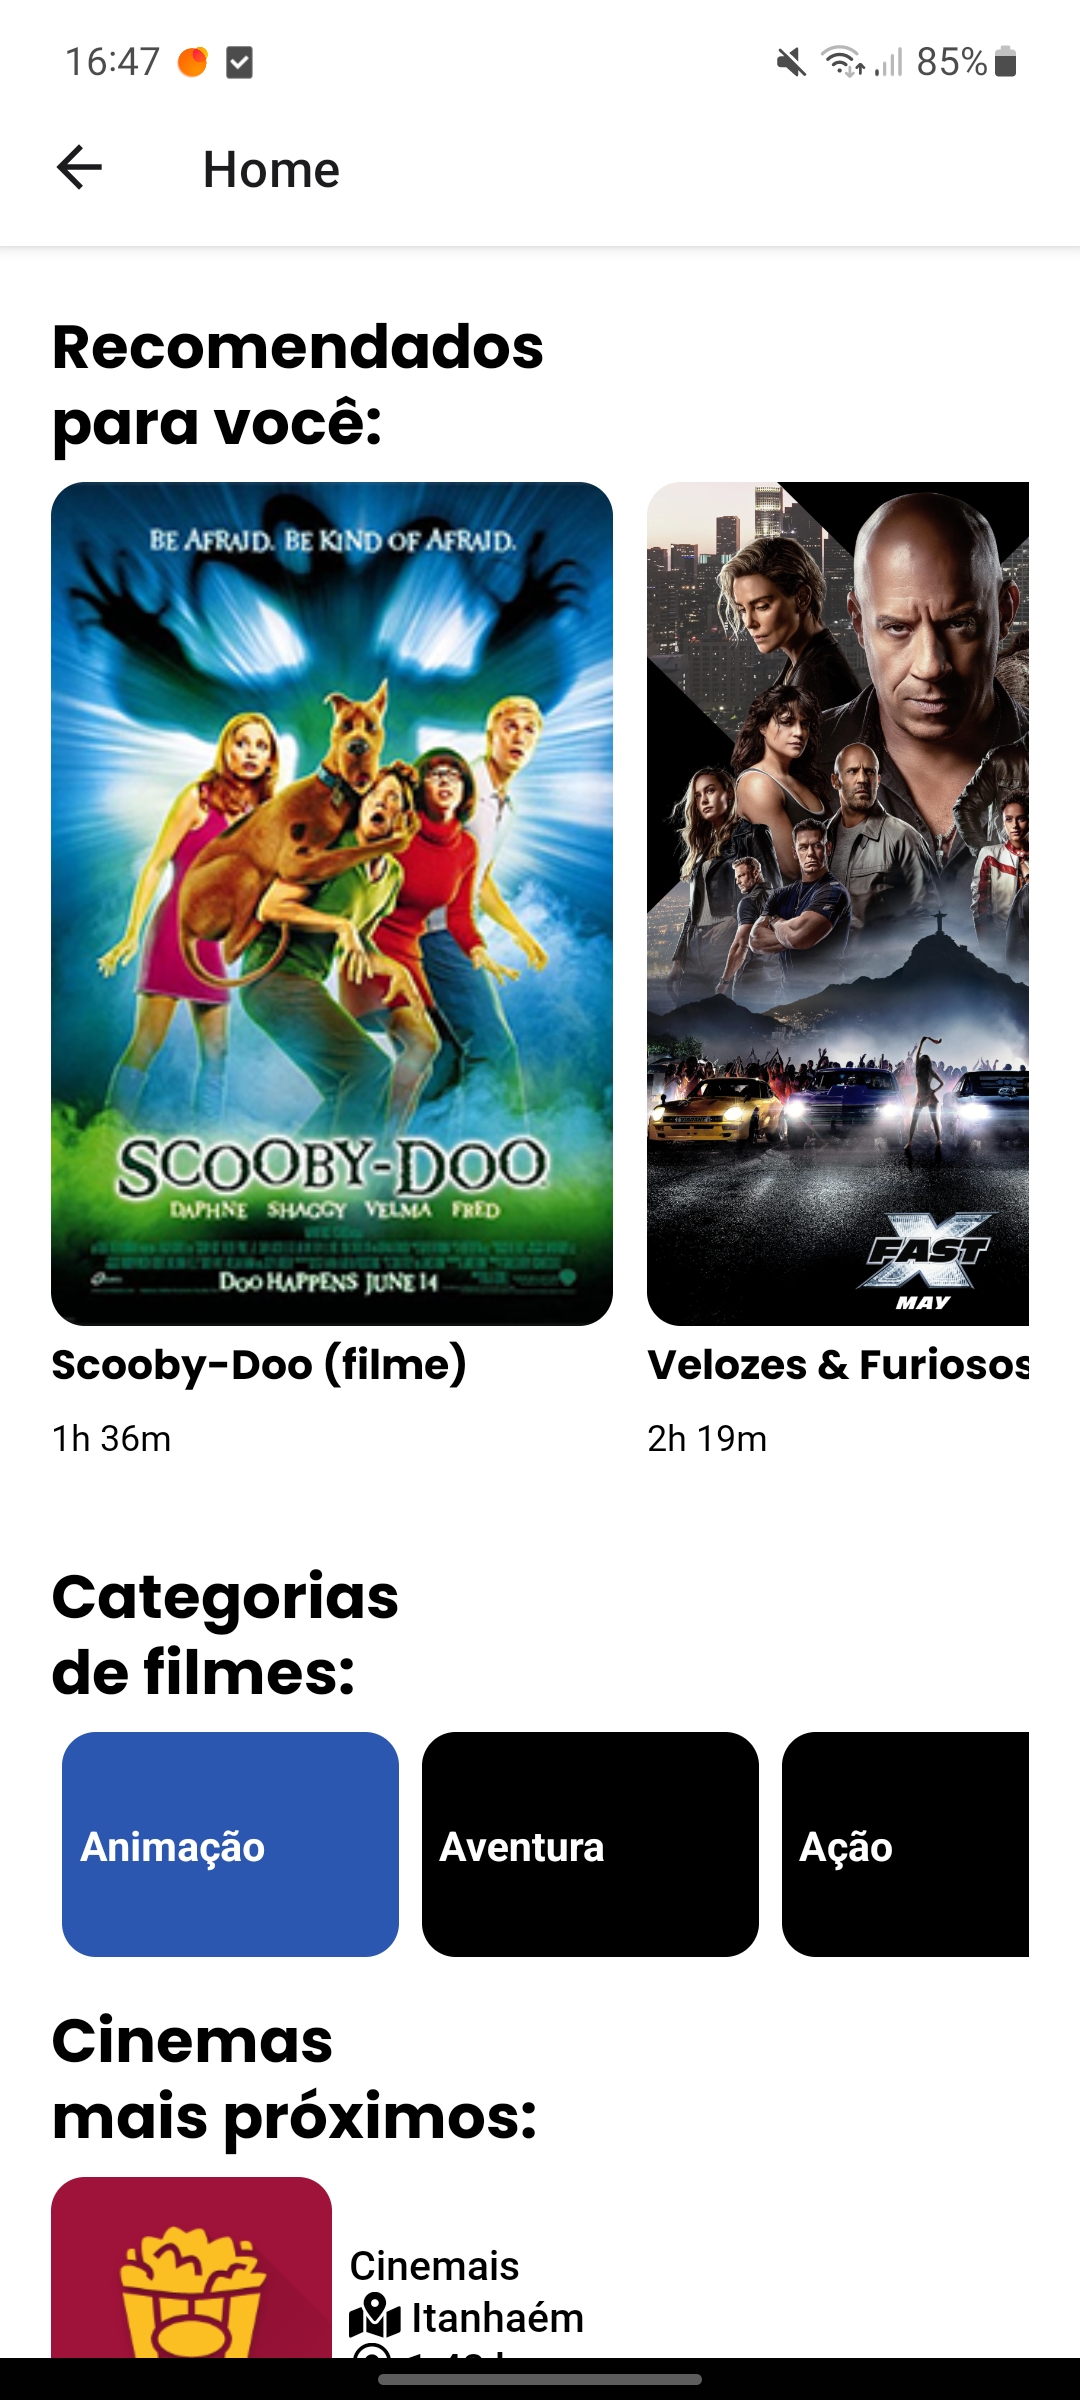 16:47
85%
Home
Recomendados
para você:
BE AFRAID. BE KIND OF AFRAID.
SCOOBY-DOO
DAPHNE SHAGGY VELMA FRED
DOO HAPPENS JUNE 14
FAST X
MAY
Scooby-Doo (filme)
Velozes & Furiosos
1h 36m
2h 19m
Categorias
de filmes:
Animação
Aventura
Ação
Cinemas
mais próximos:
Cinemais
Itanhaém